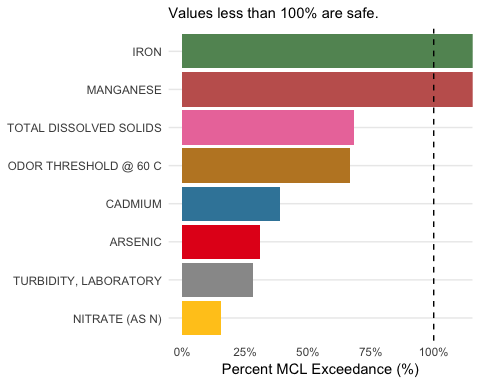 Values less than 100% are safe.
IRON
MANGANESE
TOTAL DISSOLVED SOLIDS
ODOR THRESHOLD @ 60 C
CADMIUM
ARSENIC
TURBIDITY, LABORATORY
NITRATE (AS N)
0% 25% 50% 75% 100%
Percent MCL Exceedance (%)